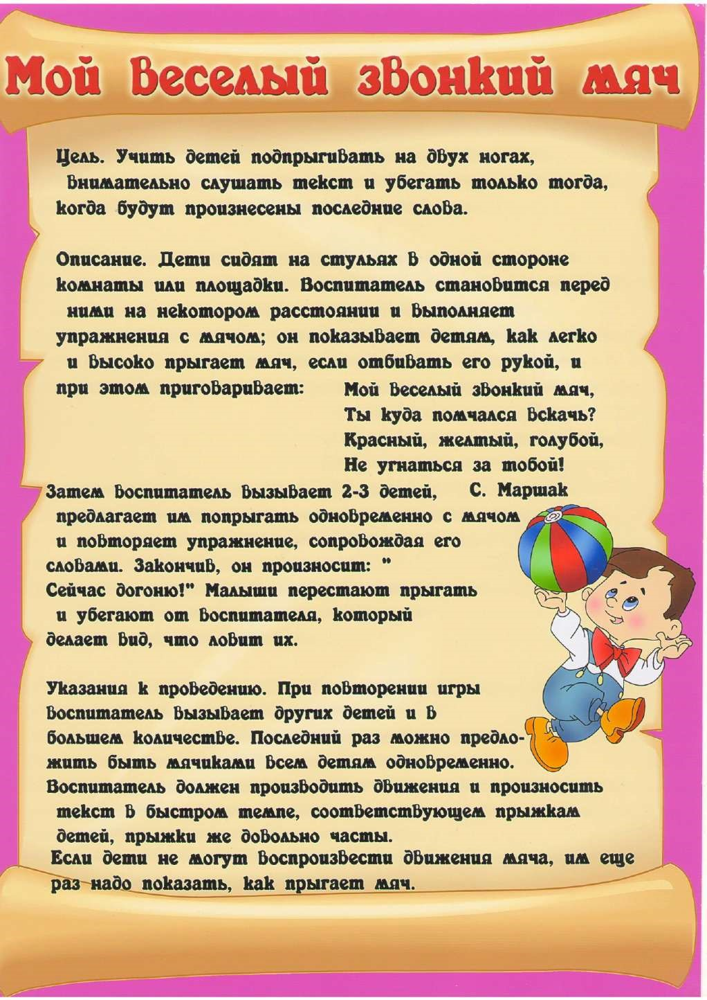 Мой веселый звонкий мяч
Цель. Учить детей подпрыгивать на двух ногах,
внимательно слушать текст и убегать только тогда,
когда будут произнесены последние слова.
Описание. Дети сидят на стульях в одной стороне
комнаты или площадки. Воспитатель становится перед
ними на некотором расстоянии и выполняет
упражнения с мячом; он показывает детям, как легко
и высоко прыгает мяч, если отбивать его рукой, и
при этом приговаривает:
Мой веселый звонкий мяч,
Ты куда помчался вскачь?
Красный, желтый, голубой,
Не угнаться за тобой!
С. Маршак
Затем воспитатель вызывает 2-3 детей,
предлагает им попрыгать одновременно с мячом
и повторяет упражнение, сопровождая его
словами. Закончив, он произносит: "
Сейчас догоню!" Малыши перестают прыгать
и убегают от воспитателя, который
делает вид, что ловит их.
Указания к проведению. При повторении игры
воспитатель вызывает других детей и в
большем количестве. Последний раз можно предло-
жить быть мячиками всем детям одновременно.
Воспитатель должен производить движения и произносить
текст в быстром темпе, соответствующем прыжкам
детей, прыжки же довольно часты.
Если дети не могут воспроизвести движения мяча, им еще
раз надо показать, как прыгает мяч.